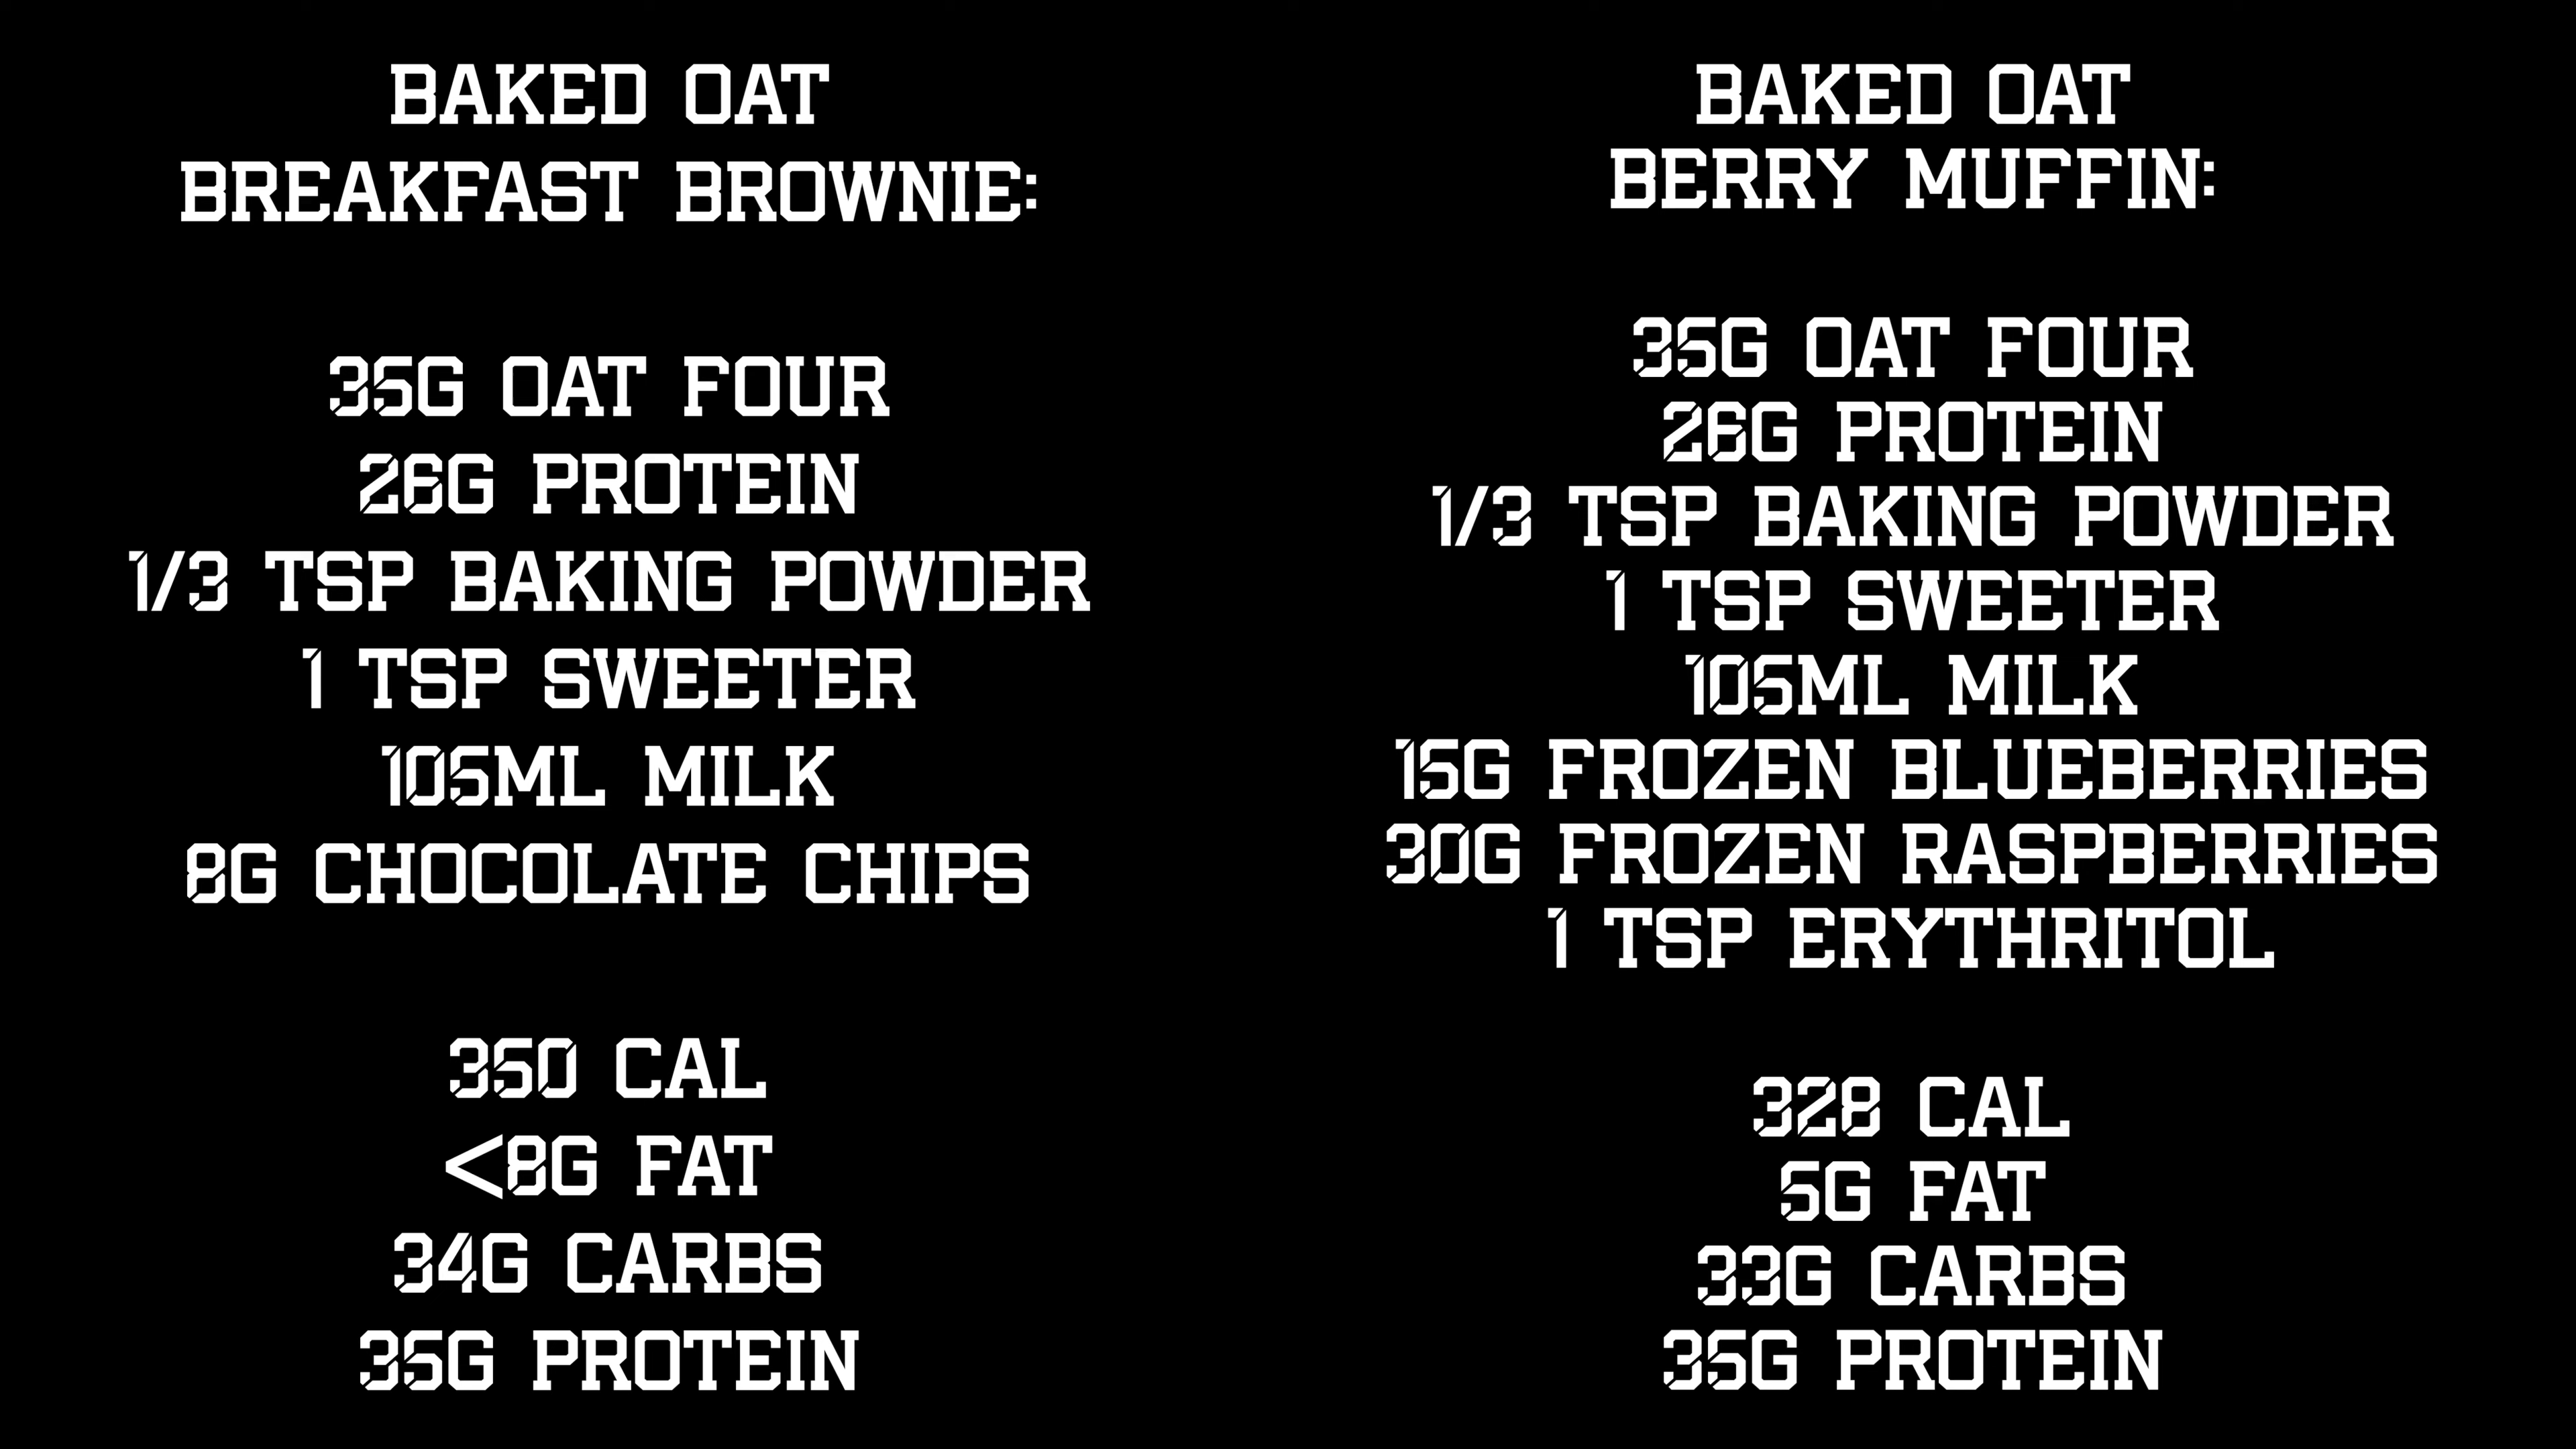 BAKED OAT
BREAKFAST BROWNIE:
35G OAT FOUR
26G PROTEIN
1/3 TSP BAKING POWDER
1 TSP SWEETER
105ML MILK
8G CHOCOLATE CHIPS
350 CAL
<8G FAT
34G CARBS
35G PROTEIN
BAKED OAT
BERRY MUFFIN:
35G OAT FOUR
26G PROTEIN
1/3 TSP BAKING POWDER
1 TSP SWEETER
105ML MILK
15G FROZEN BLUEBERRIES
30G FROZEN RASPBERRIES
1 TSP ERYTHRITOL
328 CAL
5G FAT
33G CARBS
35G PROTEIN